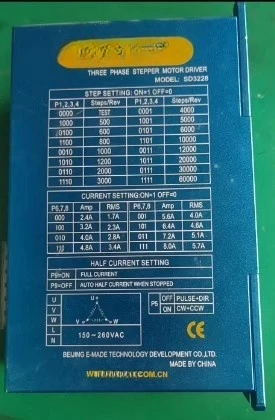 THREE PHASE STEPPER MOTOR DRIVER
MODEL: SD3228
STEP SETTING: ON=1 OFF=0
P1,2,3,4 Steps/Rev P1,2,3,4 Steps/Rev
0000 TEST 0001 4000
1000 500 1001 5000
0100 600 0101 6000
1100 800 1101 10000
0010 1000 0011 12000
1010 1200 1011 20000
0110 2000 0111 30000
1110 3000 1111 60000
CURRENT SETTING:ON=1 OFF=0
P6,7,8 Amp RMS P6,7,8 Amp RMS
000 2.4A 1.7A 001 5.6A 4.0A
100 3.2A 2.3A 101 6.4A 4.6A
010 4.0A 2.8A 011 7.2A 5.1A
110 4.8A 3.4A 111 8.0A 5.7A
HALF CURRENT SETTING
P9=ON FULL CURRENT
P9=OFF AUTO HALF CURRENT WHEN STOPPED
U
V
W
L
N
U
V W
150~260VAC
P5 OFF PULSE+DIR
ON CW+CCW
CE
BEIJING E-MADE TECHNOLOGY DEVELOPMENT CO.,LTD.
MADE BY CHINA